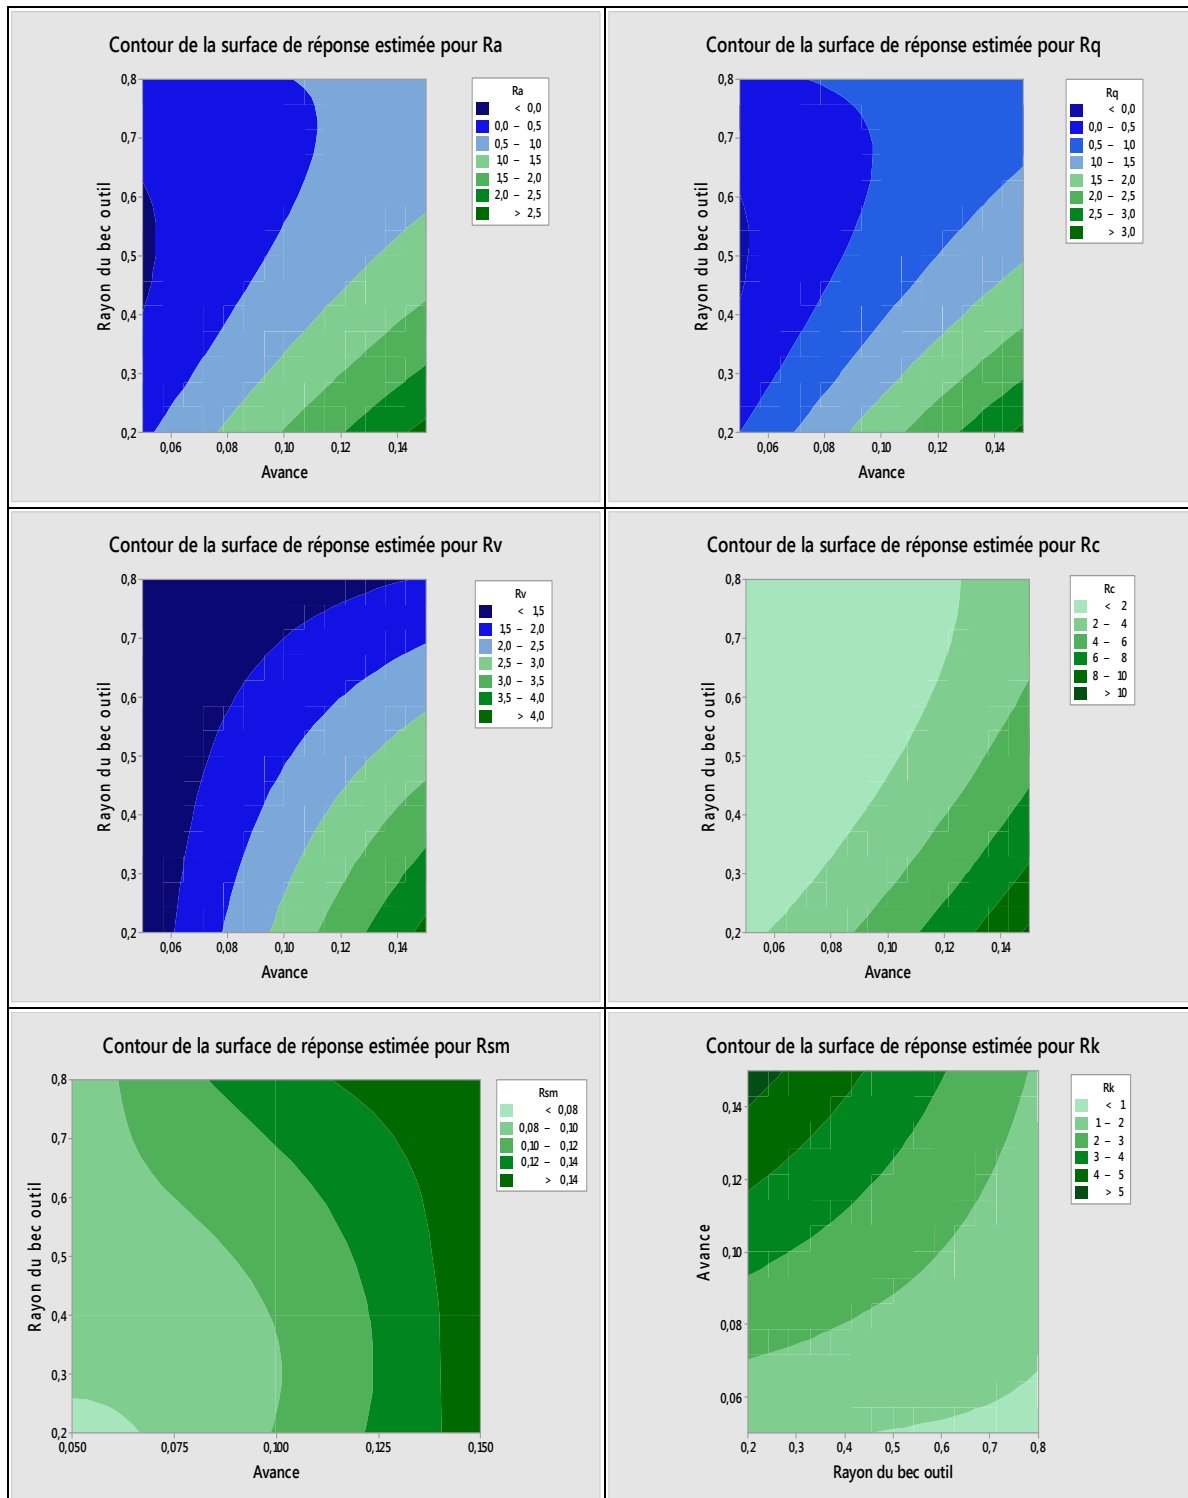 Contour de la surface de réponse estimée pour Ra
Ra
< 0,0
0,0 – 0,5
0,5 – 1,0
1,0 – 1,5
1,5 – 2,0
2,0 – 2,5
> 2,5
Rayon du bec outil
0,8
0,7
0,6
0,5
0,4
0,3
0,2
0,06 0,08 0,10 0,12 0,14
Avance
Contour de la surface de réponse estimée pour Rq
Rq
< 0,0
0,0 – 0,5
0,5 – 1,0
1,0 – 1,5
1,5 – 2,0
2,0 – 2,5
2,5 – 3,0
> 3,0
Rayon du bec outil
0,8
0,7
0,6
0,5
0,4
0,3
0,2
0,06 0,08 0,10 0,12 0,14
Avance
Contour de la surface de réponse estimée pour Rv
Rv
< 1,5
1,5 – 2,0
2,0 – 2,5
2,5 – 3,0
3,0 – 3,5
3,5 – 4,0
> 4,0
Rayon du bec outil
0,8
0,7
0,6
0,5
0,4
0,3
0,2
0,06 0,08 0,10 0,12 0,14
Avance
Contour de la surface de réponse estimée pour Rc
Rc
< 2
2 – 4
4 – 6
6 – 8
8 – 10
> 10
Rayon du bec outil
0,8
0,7
0,6
0,5
0,4
0,3
0,2
0,06 0,08 0,10 0,12 0,14
Avance
Contour de la surface de réponse estimée pour Rsm
Rsm
< 0,08
0,08 – 0,10
0,10 – 0,12
0,12 – 0,14
> 0,14
Rayon du bec outil
0,8
0,7
0,6
0,5
0,4
0,3
0,2
0,050 0,075 0,100 0,125 0,150
Avance
Contour de la surface de réponse estimée pour Rk
Rk
< 1
1 – 2
2 – 3
3 – 4
4 – 5
> 5
Avance
0,14
0,12
0,10
0,08
0,06
0,2 0,3 0,4 0,5 0,6 0,7 0,8
Rayon du bec outil